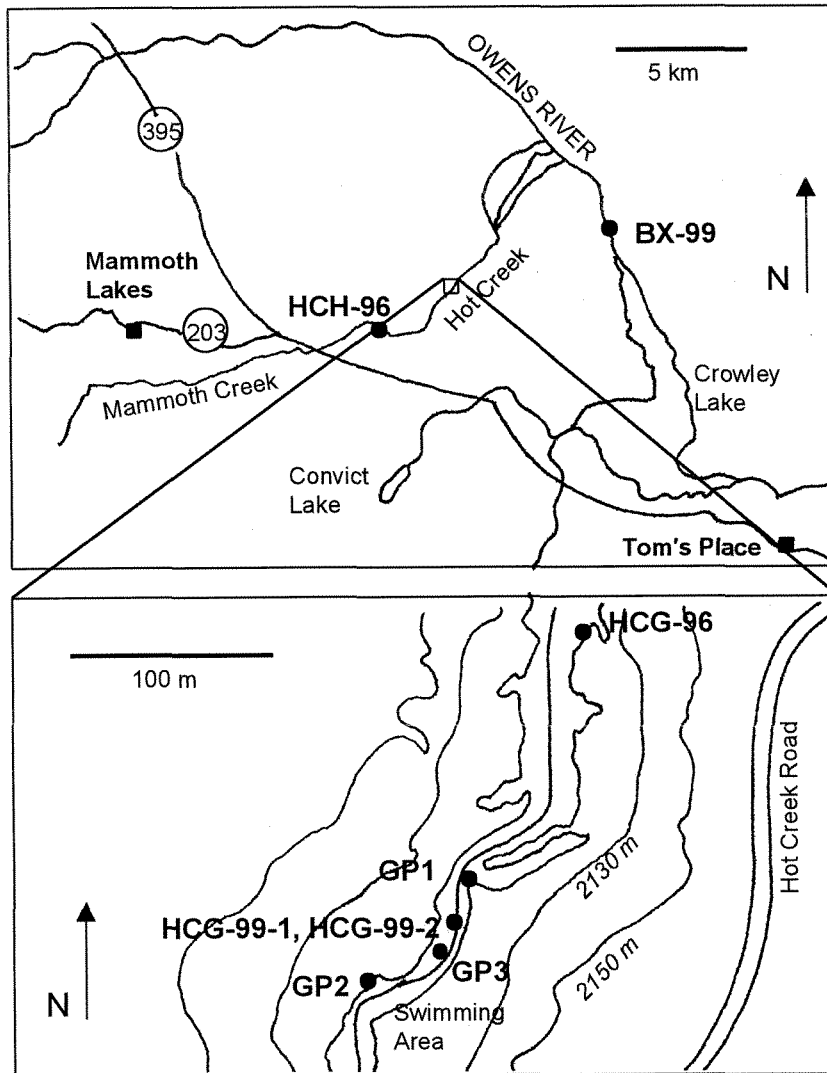 OWENS RIVER
5 km
395
BX-99
N
Mammoth
Lakes
HCH-96
Hot Creek
203
Mammoth Creek
Crowley
Lake
Convict
Lake
Tom's Place
HCG-96
100 m
Hot Creek Road
GP1
2130 m
HCG-99-1, HCG-99-2
GP3
GP2
2150 m
N
Swimming
Area